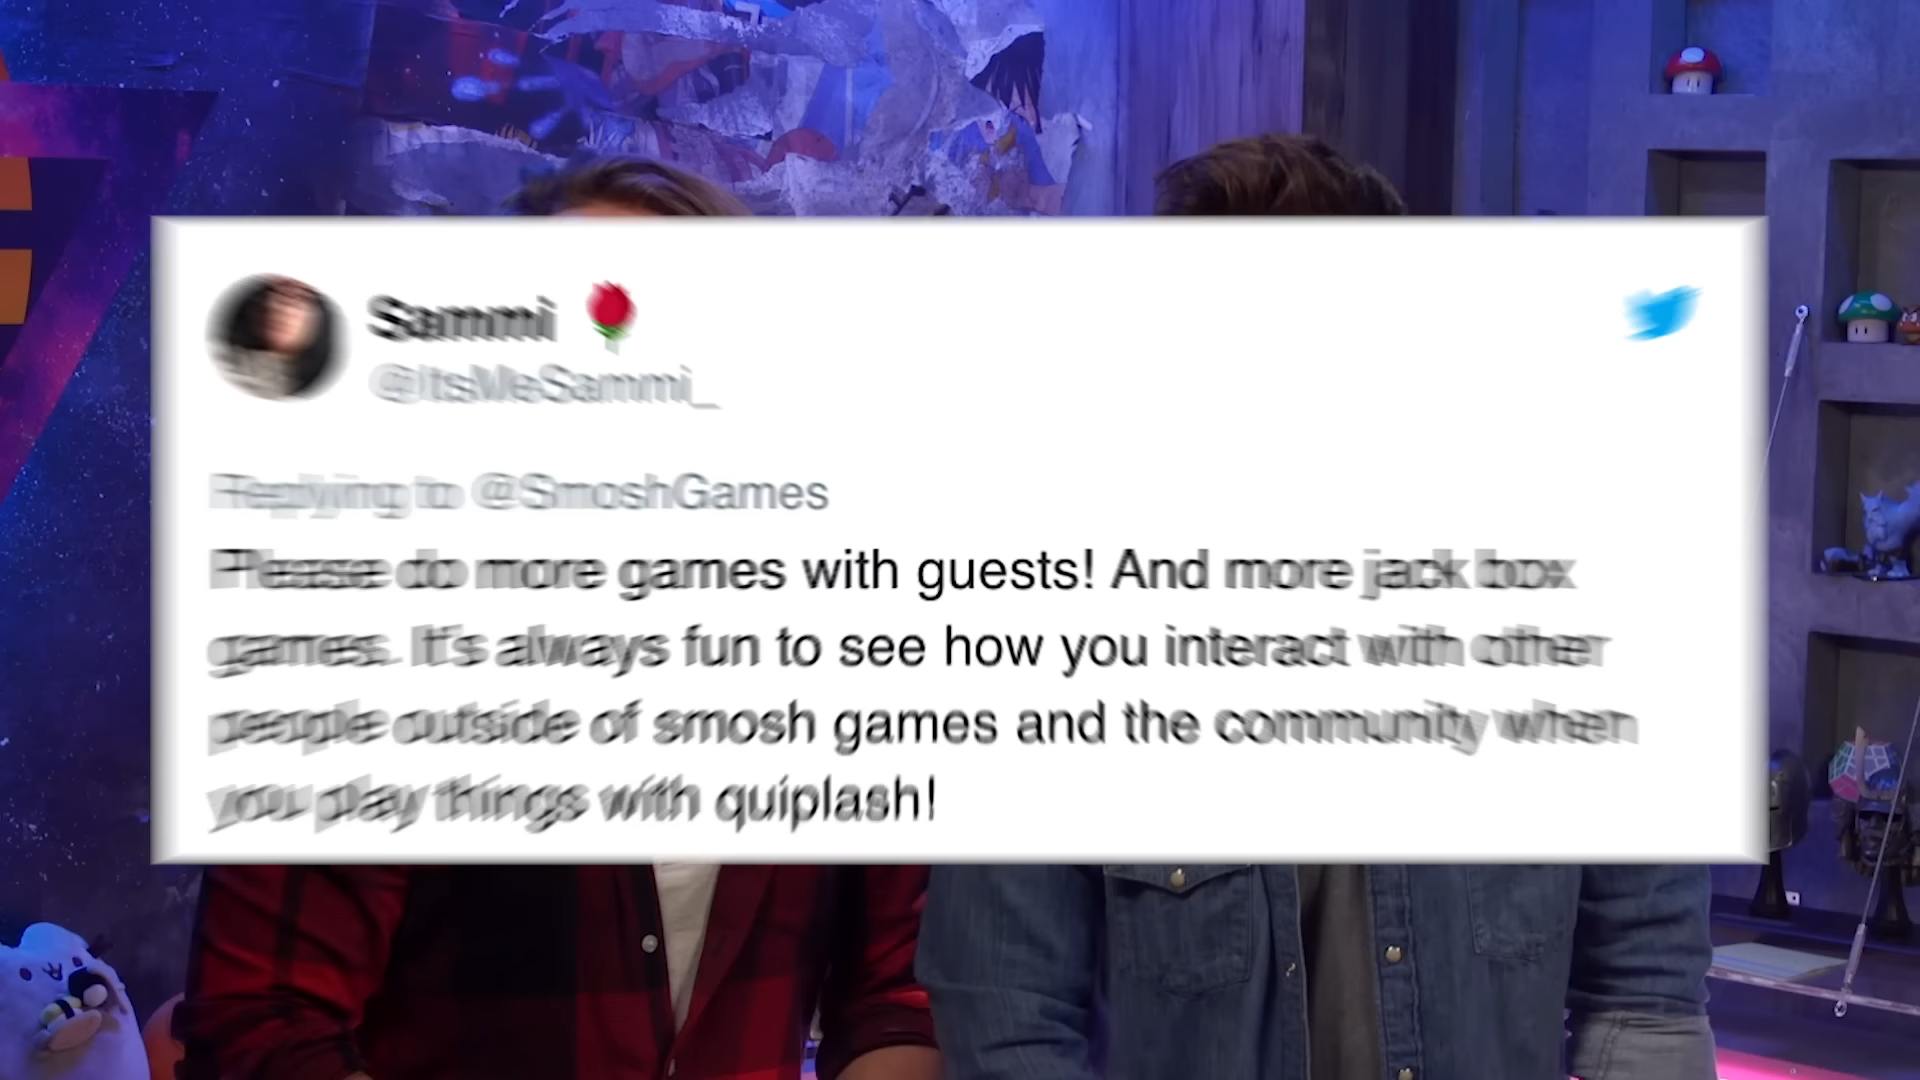 Sammi 🌹
@ItsMeSammi_
Replying to @SmoshGames
Please do more games with guests! And more jack box
games. It's always fun to see how you interact with other
people outside of smosh games and the community when
you play things with quiplash!